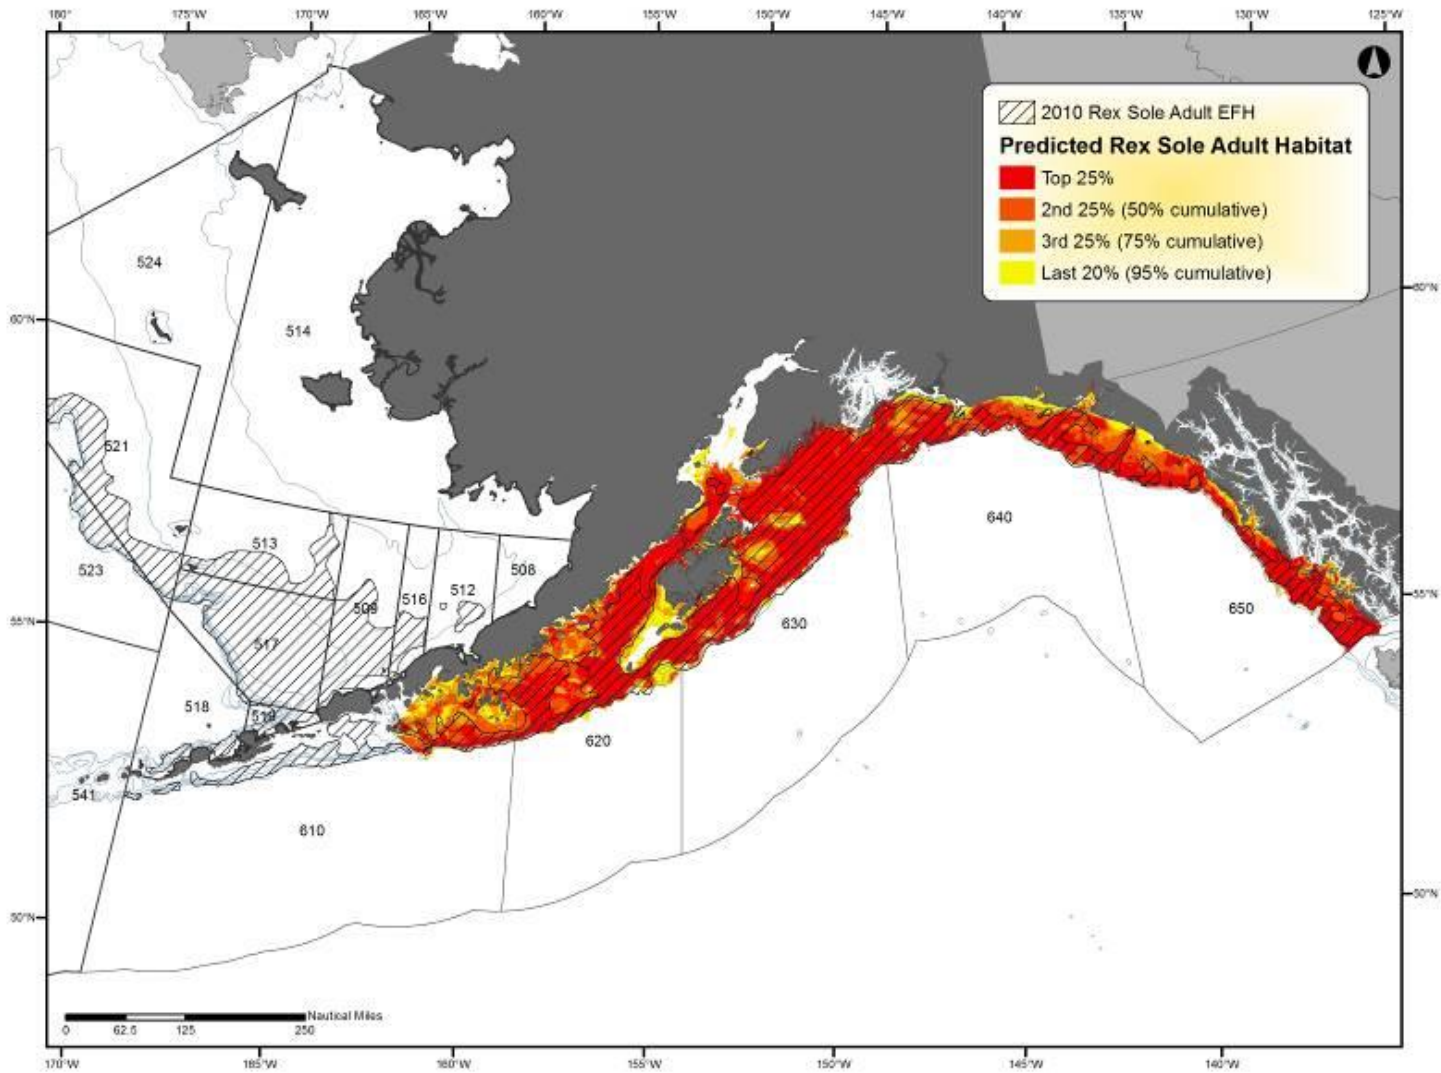 180° 175°W 170°W 165°W 160°W 155°W 150°W 145°W 140°W 135°W 130°W 125°W
2010 Rex Sole Adult EFH
Predicted Rex Sole Adult Habitat
Top 25%
2nd 25% (50% cumulative)
3rd 25% (75% cumulative)
Last 20% (95% cumulative)
524
60°N
60°N
514
521
513
640
523
509
516
512
508
55°N
55°N
650
517
630
518
519
620
541
610
50°N
50°N
Nautical Miles
0 62.5 125 250
170°W 165°W 160°W 155°W 150°W 145°W 140°W